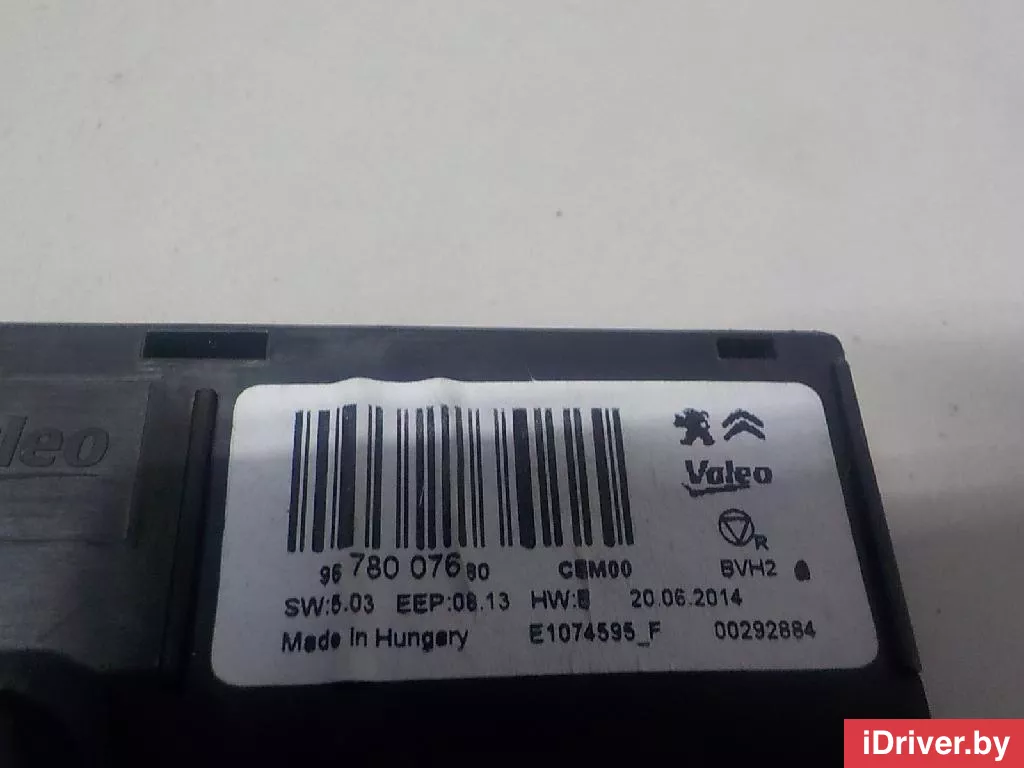 Valeo
96 780 076 80 CEM00
BVH2
SW:5.03 EEP:08.13 HW:E 20.06.2014
Made in Hungary E1074595_F 00292884
R
iDriver.by